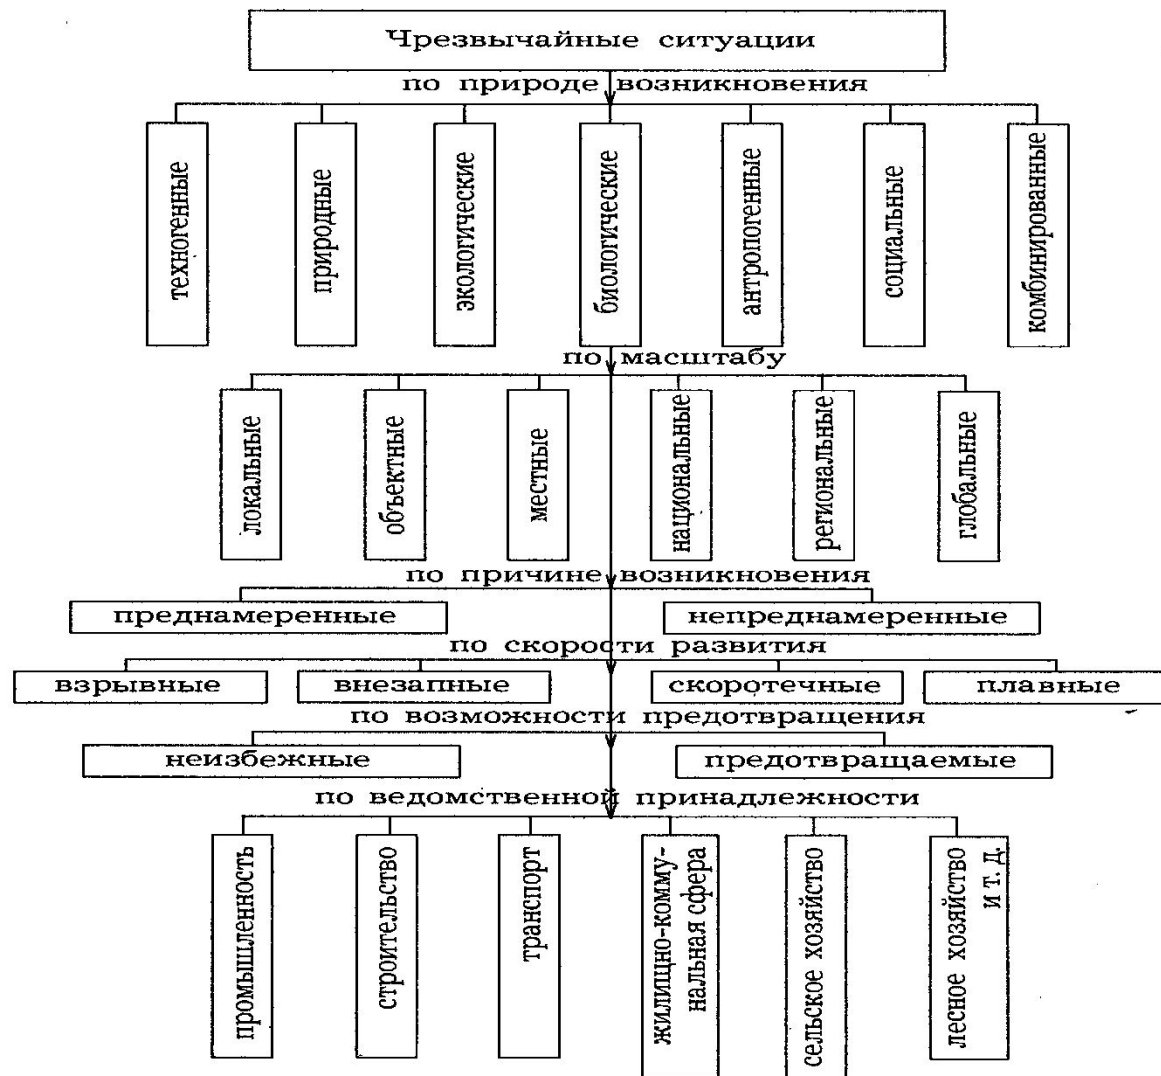 Чрезвычайные ситуации
по природе возникновения
техногенные
природные
экологические
биологические
антропогенные
социальные
комбинированные
по масштабу
локальные
объектные
местные
национальные
региональные
глобальные
по причине возникновения
преднамеренные
непреднамеренные
по скорости развития
взрывные
внезапные
скоротечные
плавные
по возможности предотвращения
неизбежные
предотвращаемые
по ведомственной принадлежности
промышленность
строительство
транспорт
жилищно-комму-
нальная сфера
сельское хозяйство
лесное хозяйство
и т. д.